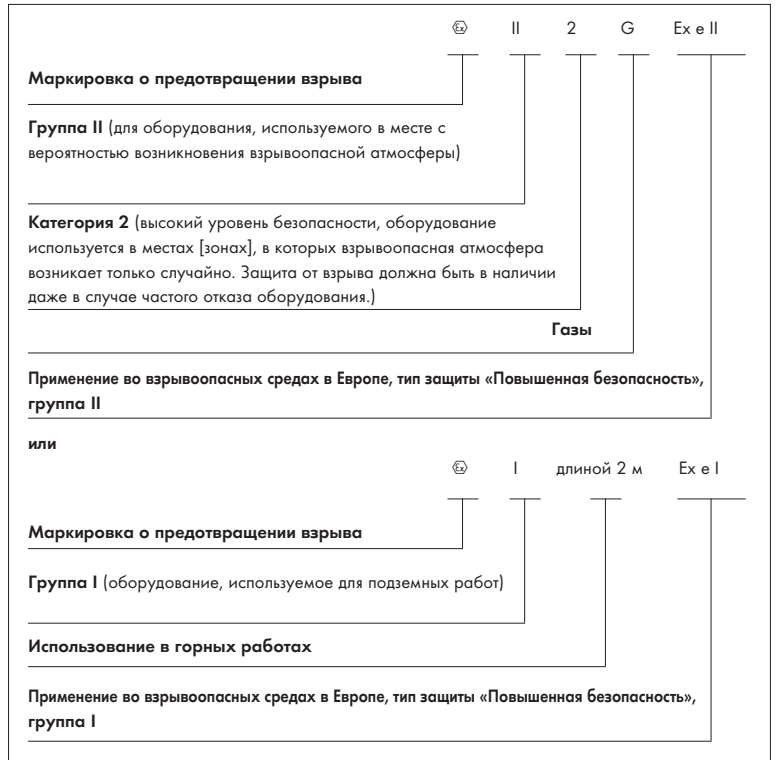 Ex II 2 G Ex e II
Маркировка о предотвращении взрыва
Группа II (для оборудования, используемого в месте с
вероятностью возникновения взрывоопасной атмосферы)
Категория 2 (высокий уровень безопасности, оборудование
используется в местах [зонах], в которых взрывоопасная атмосфера
возникает только случайно. Защита от взрыва должна быть в наличии
даже в случае частого отказа оборудования.)
Газы
Применение во взрывоопасных средах в Европе, тип защиты «Повышенная безопасность»,
группа II
или
Ex I длиной 2 м Ex e I
Маркировка о предотвращении взрыва
Группа I (оборудование, используемое для подземных работ)
Использование в горных работах
Применение во взрывоопасных средах в Европе, тип защиты «Повышенная безопасность»,
группа I